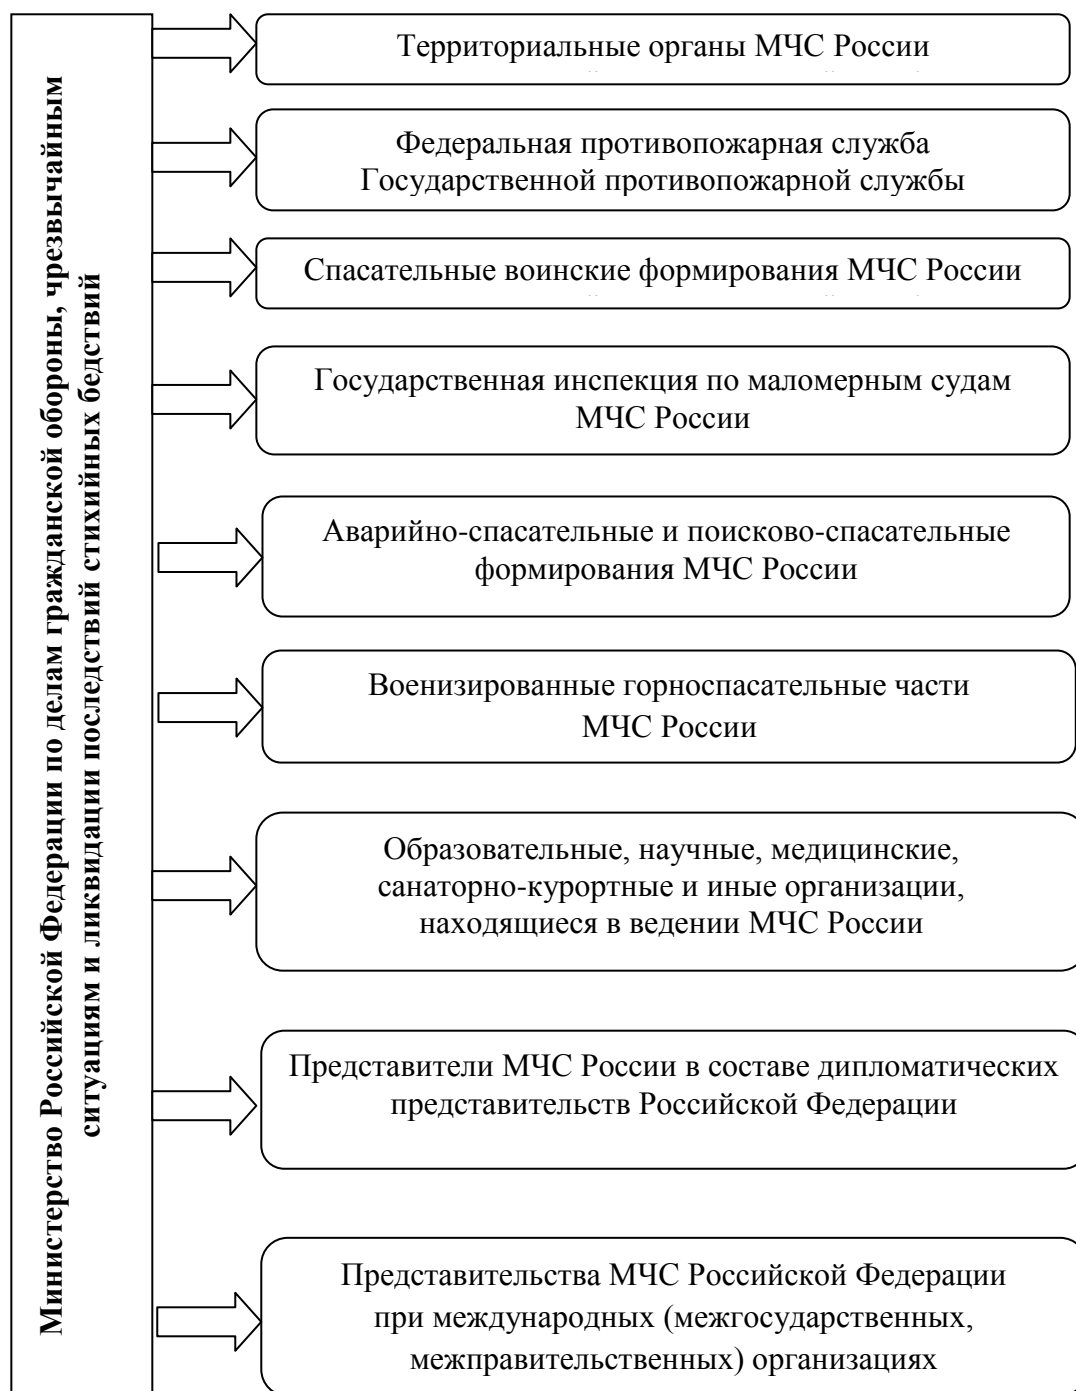 Министерство Российской Федерации по делам гражданской обороны, чрезвычайным
ситуациям и ликвидации последствий стихийных бедствий
Территориальные органы МЧС России
Федеральная противопожарная служба
Государственной противопожарной службы
Спасательные воинские формирования МЧС России
Государственная инспекция по маломерным судам
МЧС России
Аварийно-спасательные и поисково-спасательные
формирования МЧС России
Военизированные горноспасательные части
МЧС России
Образовательные, научные, медицинские,
санаторно-курортные и иные организации,
находящиеся в ведении МЧС России
Представители МЧС России в составе дипломатических
представительств Российской Федерации
Представительства МЧС Российской Федерации
при международных (межгосударственных,
межправительственных) организациях